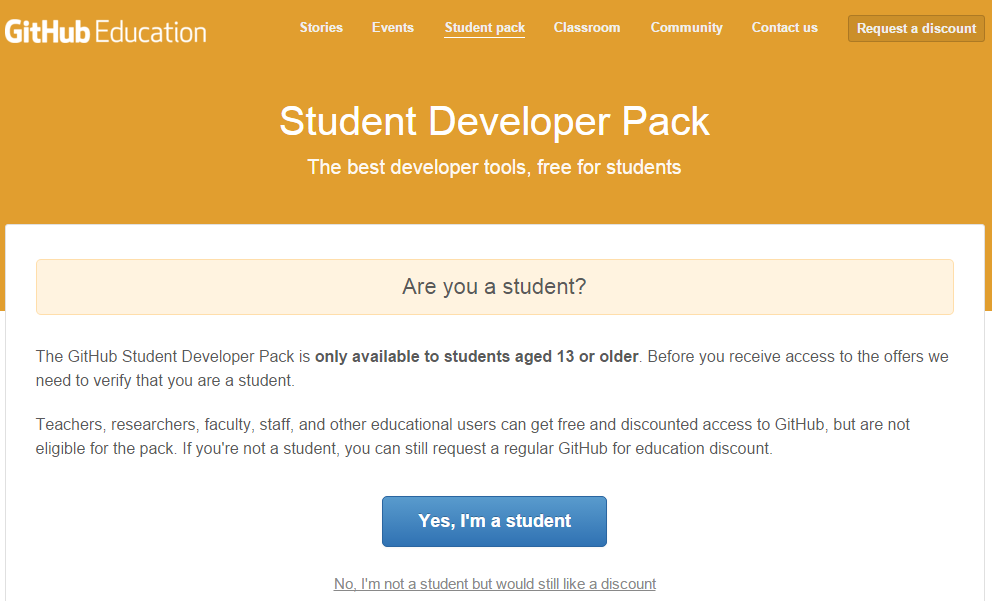 GitHub Education
Stories Events Student pack Classroom Community Contact us Request a discount
Student Developer Pack
The best developer tools, free for students
Are you a student?
The GitHub Student Developer Pack is only available to students aged 13 or older. Before you receive access to the offers we
need to verify that you are a student.
Teachers, researchers, faculty, staff, and other educational users can get free and discounted access to GitHub, but are not
eligible for the pack. If you're not a student, you can still request a regular GitHub for education discount.
Yes, I'm a student
No, I'm not a student but would still like a discount